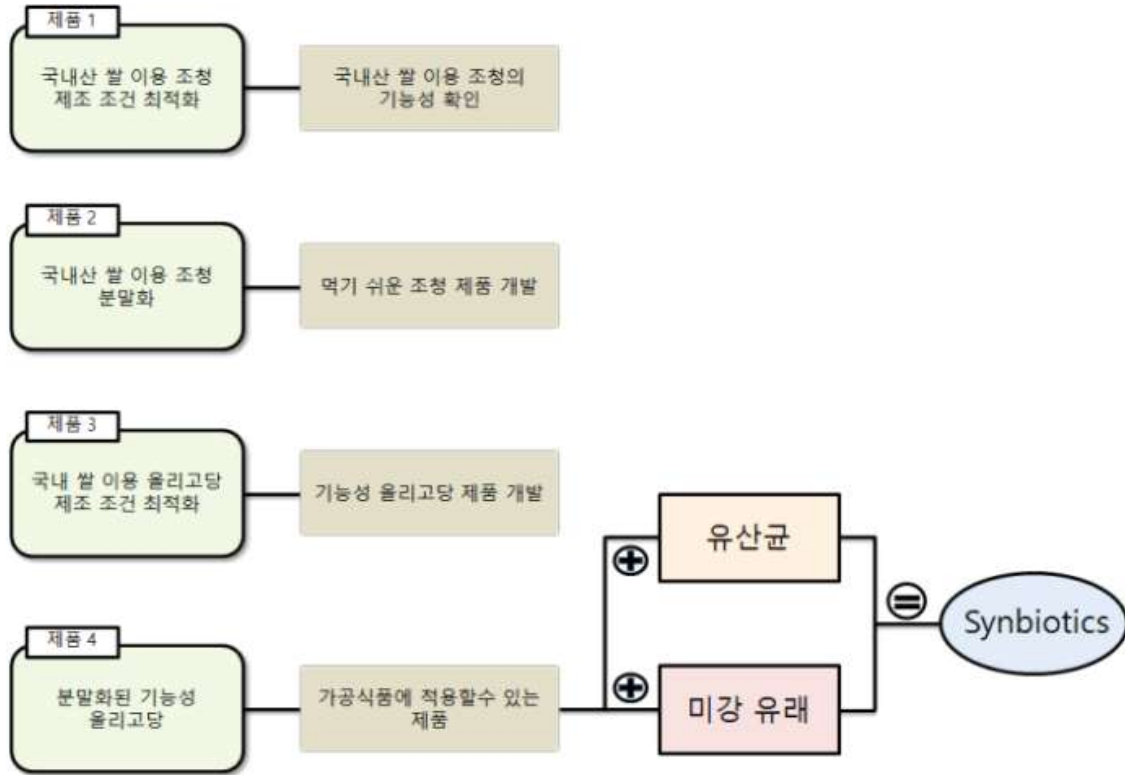 제품 1
국내산 쌀 이용 조청
제조 조건 최적화
국내산 쌀 이용 조청의
기능성 확인
제품 2
국내산 쌀 이용 조청
분말화
먹기 쉬운 조청 제품 개발
제품 3
국내 쌀 이용 올리고당
제조 조건 최적화
기능성 올리고당 제품 개발
제품 4
분말화된 기능성
올리고당
가공식품에 적용할수 있는
제품
+
유산균
+
미강 유래
=
Synbiotics